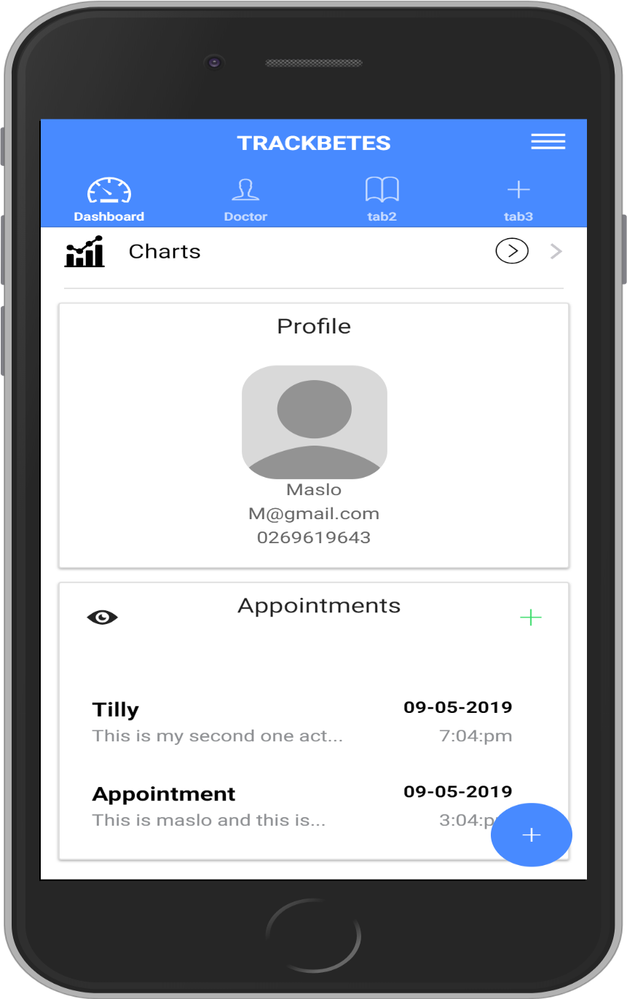 TRACKBETES
Dashboard
Doctor
tab2
tab3
Charts
Profile
Maslo
M@gmail.com
0269619643
Appointments
Tilly
09-05-2019
This is my second one act...
7:04:pm
Appointment
09-05-2019
This is maslo and this is...
3:04:p